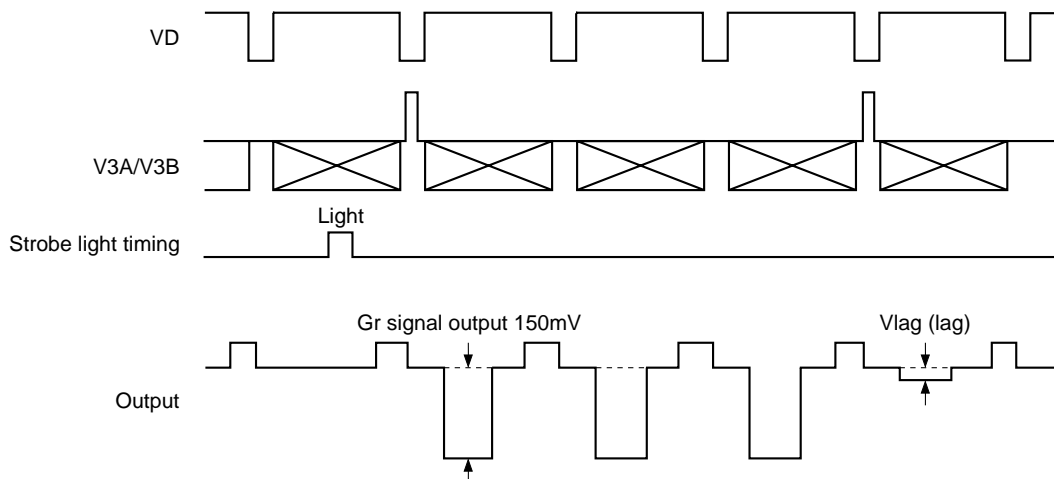 VD
V3A/V3B
Light
Strobe light timing
Gr signal output 150mV
Vlag (lag)
Output